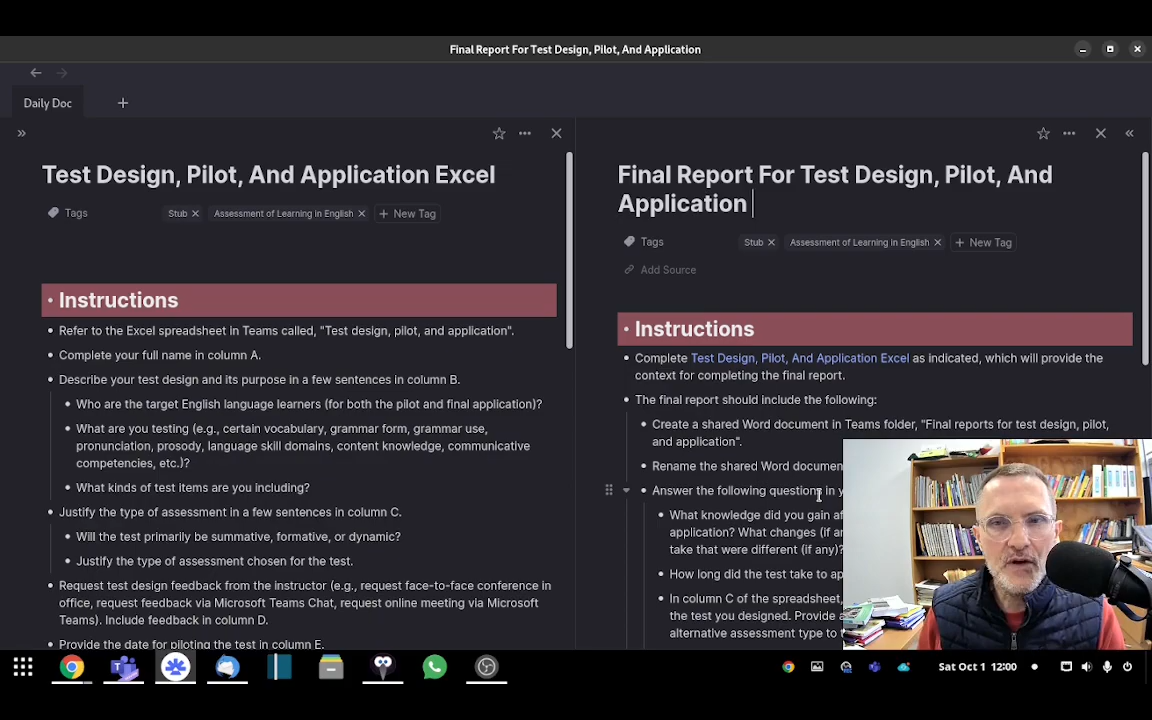 Final Report For Test Design, Pilot, And Application
Daily Doc
Test Design, Pilot, And Application Excel
Tags
Stub
Assessment of Learning in English
New Tag
Instructions
Refer to the Excel spreadsheet in Teams called, "Test design, pilot, and application".
Complete your full name in column A.
Describe your test design and its purpose in a few sentences in column B.
Who are the target English language learners (for both the pilot and final application)?
What are you testing (e.g., certain vocabulary, grammar form, grammar use,
pronunciation, prosody, language skill domains, content knowledge, communicative
competencies, etc.)?
What kinds of test items are you including?
Justify the type of assessment in a few sentences in column C.
Will the test primarily be summative, formative, or dynamic?
Justify the type of assessment chosen for the test.
Request test design feedback from the instructor (e.g., request face-to-face conference in
office, request feedback via Microsoft Teams Chat, request online meeting via Microsoft
Teams). Include feedback in column D.
Provide the date for piloting the test in column E.
Final Report For Test Design, Pilot, And
Application
Tags
Stub
Assessment of Learning in English
New Tag
Add Source
Instructions
Complete Test Design, Pilot, And Application Excel as indicated, which will provide the
context for completing the final report.
The final report should include the following:
Create a shared Word document in Teams folder, "Final reports for test design, pilot,
and application".
Rename the shared Word documen
Answer the following questions in y
What knowledge did you gain af
application? What changes (if an
take that were different (if any)?
How long did the test take to ap
In column C of the spreadsheet,
the test you designed. Provide a
alternative assessment type to t
Sat Oct 1 12:00